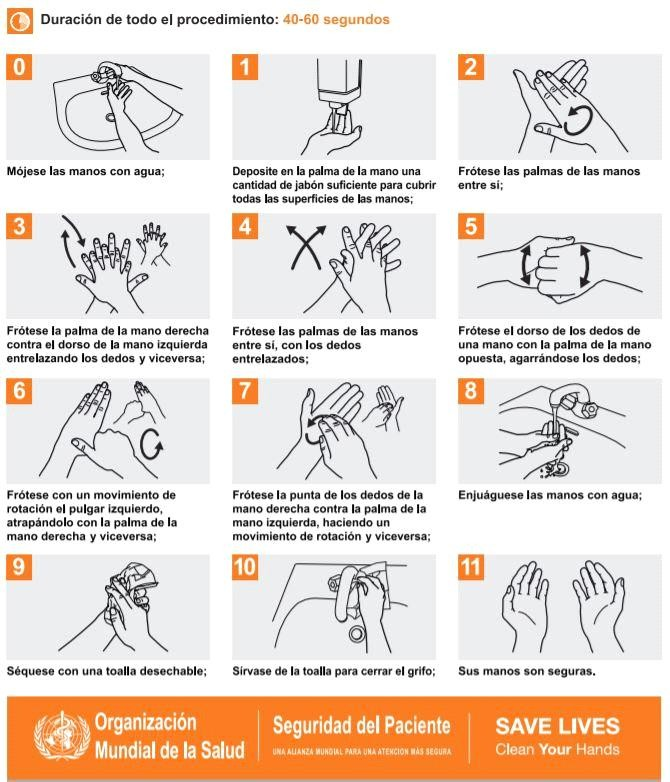 Duración de todo el procedimiento: 40-60 segundos
0
Mójese las manos con agua;
1
Deposite en la palma de la mano una
cantidad de jabón suficiente para cubrir
todas las superficies de las manos;
2
Frótese las palmas de las manos
entre sí;
3
Frótese la palma de la mano derecha
contra el dorso de la mano izquierda
entrelazando los dedos y viceversa;
4
Frótese las palmas de las manos
entre sí, con los dedos
entrelazados;
5
Frótese el dorso de los dedos de
una mano con la palma de la mano
opuesta, agarrándose los dedos;
6
Frótese con un movimiento de
rotación el pulgar izquierdo,
atrapándolo con la palma de la
mano derecha y viceversa;
7
Frótese la punta de los dedos de la
mano derecha contra la palma de la
mano izquierda, haciendo un
movimiento de rotación y viceversa;
8
Enjuáguese las manos con agua;
9
Séquese con una toalla desechable;
10
Sírvase de la toalla para cerrar el grifo;
11
Sus manos son seguras.
Organización
Mundial de la Salud
Seguridad del Paciente
UNA ALIANZA MUNDIAL PARA UNA ATENCION MÁS SEGURA
SAVE LIVES
Clean Your Hands